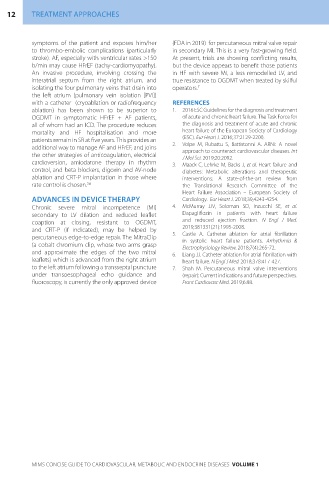 12 TREATMENT APPROACHES
symptoms of the patient and exposes him/her
to thrombo-embolic complications (particularly
stroke). AF, especially with ventricular rates >150
b/min may cause HFrEF (tachy-cardiomyopathy).
An invasive procedure, involving crossing the
interatrial septum from the right atrium, and
isolating the four pulmonary veins that drain into
the left atrium (pulmonary vein isolation [PVI])
with a catheter (cryoablation or radiofrequency
ablation) has been shown to be superior to
OGDMT in symptomatic HFrEF + AF patients,
all of whom had an ICD. The procedure reduces
mortality and HF hospitalisation and more
patients remain in SR at five years. This provides an
additional way to manage AF and HFrEF, and joins
the other strategies of anticoagulation, electrical
cardioversion, amiodarone therapy in rhythm
control, and beta blockers, digoxin and AV-node
ablation and CRT-P implantation in those where
rate control is chosen.5,6
ADVANCES IN DEVICE THERAPY
Chronic severe mitral incompetence (MI)
secondary to LV dilation and reduced leaflet
coaption at closing, resistant to OGDMT,
and CRT-P (if indicated), may be helped by
percutaneous edge-to-edge repair. The MitraClip
(a cobalt chromium clip, whose two arms grasp
and approximate the edges of the two mitral
leaflets) which is advanced from the right atrium
to the left atrium following a transseptal puncture
under transoesophageal echo guidance and
fluoroscopy, is currently the only approved device
(FDA in 2018) for percutaneous mitral valve repair
in secondary MI. This is a very fast-growing field.
At present, trials are showing conflicting results,
but the device appears to benefit those patients
in HF with severe MI, a less remodelled LV, and
true resistance to OGDMT when treated by skilful
operators.7
REFERENCES
1. 2016 ESC Guidelines for the diagnosis and treatment
of acute and chronic heart failure. The Task Force for
the diagnosis and treatment of acute and chronic
heart failure of the European Society of Cardiology
(ESC). Eur Heart J. 2016;37:2129-2200.
2. Volpe M, Rubattu S, Battistonni A. ARNi: A novel
approach to counteract cardiovascular diseases. Int
J Mol Sci. 2019;20:2092.
3. Maack C, Lehrke M, Backs J, et al. Heart failure and
diabetes: Metabolic alterations and therapeutic
interventions. A state-of-the-art review from
the Translational Research Committee of the
Heart Failure Association – European Society of
Cardiology. Eur Heart J. 2018;39:4243-4254.
4. McMurray JJV, Solomon SD, Inzucchi SE, et al.
Dapagliflozin in patients with heart failure
and reduced ejection fraction. N Engl J Med.
2019;381(21):1995-2008.
5. Castla A. Catheter ablation for atrial fibrillation
in systolic heart failure patients. Arrhythmia &
Electrophysiology Review. 2018;7(4):265-72.
6. Liang JJ. Catheter ablation for atrial fibrillation with
heart failure. N Engl J Med. 2018;378:417-427.
7. Shah M. Percutaneous mitral valve interventions
(repair): Current indications and future perspectives.
Front Cardiovasc Med. 2019;6:88.
MIMS CONCISE GUIDE TO CARDIOVASCULAR, METABOLIC AND ENDOCRINE DISEASES VOLUME 1